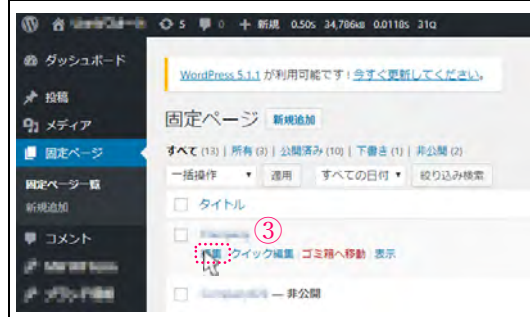 5 0 + 新規 0.50s 34,786kB 0.0118s 31Q
ダッシュボード
WordPress 5.1.1 が利用可能です！今すぐ更新してください。
投稿
メディア
固定ページ 新規追加
固定ページ
すべて (13) | 所有 (3) | 公開済み (10) | 下書き (1) | 非公開 (2)
固定ページ一覧
一括操作 ▼ 適用 すべての日付 ▼ 絞り込み検索
新規追加
タイトル
コメント
③
編集 クイック編集 ゴミ箱へ移動 表示
— 非公開